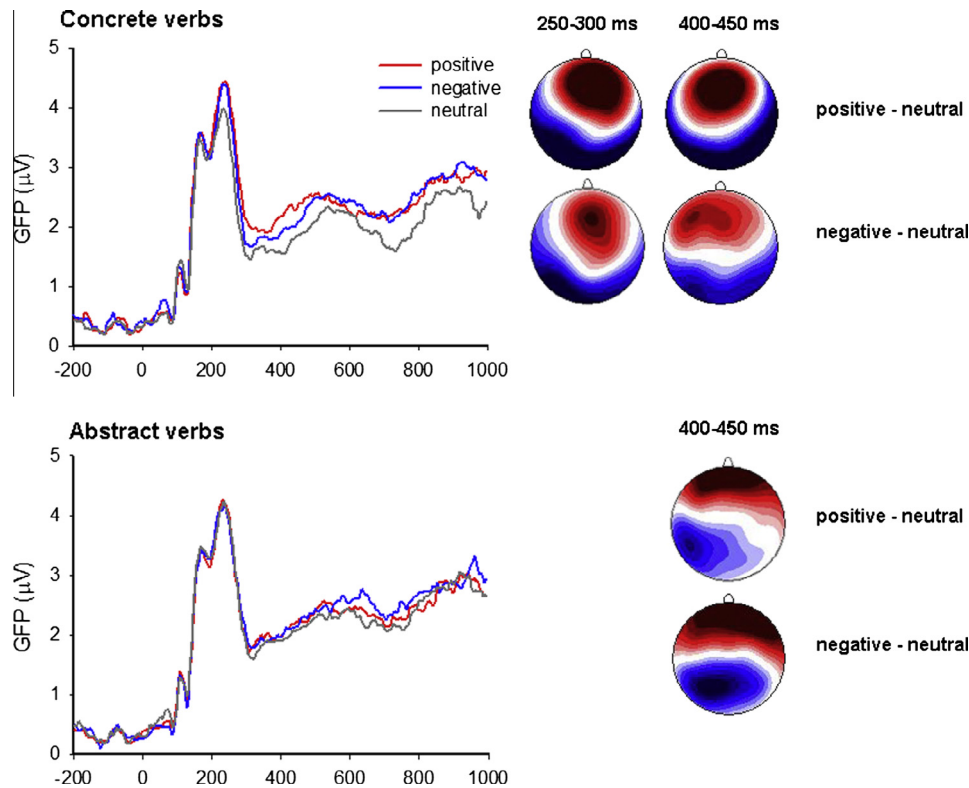 Concrete verbs
250-300 ms 400-450 ms
5
4
3
2
1
0
GFP (μV)
positive
negative
neutral
positive - neutral
negative - neutral
-200 0 200 400 600 800 1000
Abstract verbs
400-450 ms
5
4
3
2
1
0
GFP (μV)
positive - neutral
negative - neutral
-200 0 200 400 600 800 1000